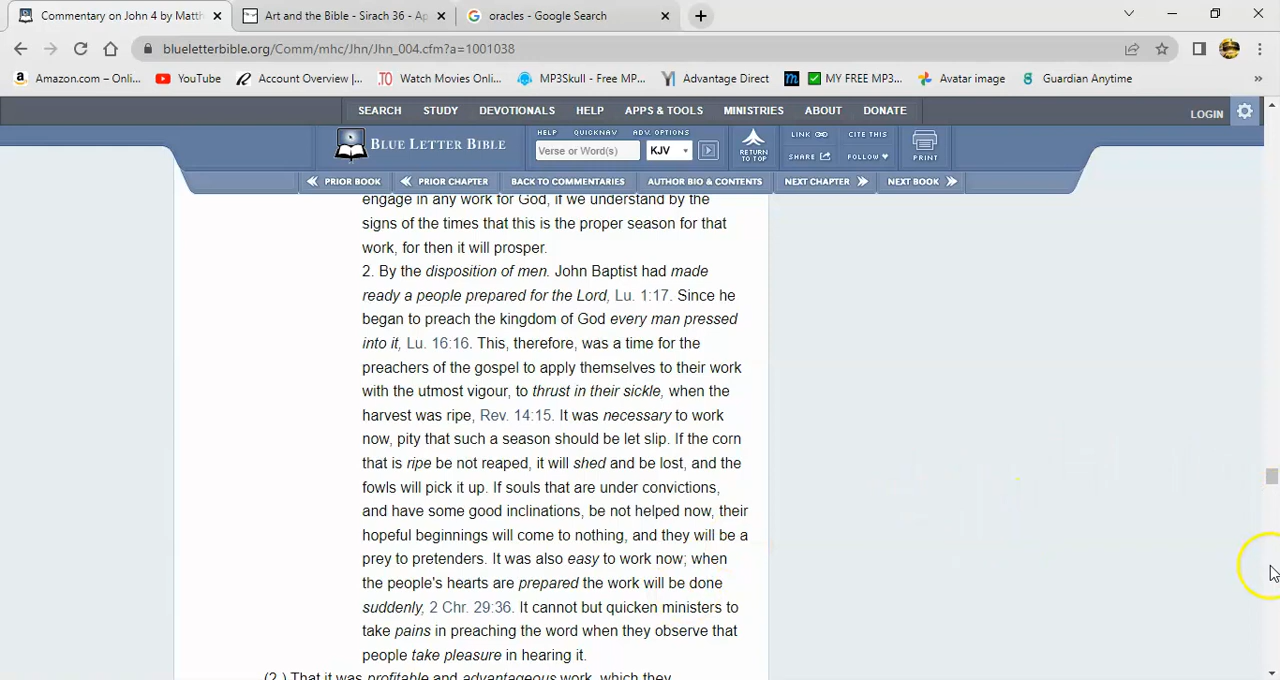 Commentary on John 4 by Matth
Art and the Bible - Sirach 36 - Ap
oracles - Google Search
blueletterbible.org/Comm/mhc/Jhn/Jhn_004.cfm?a=1001038
Amazon.com – Onli...
YouTube
Account Overview |...
Watch Movies Onlin...
MP3Skull - Free MP...
Advantage Direct
MY FREE MP3...
Avatar image
Guardian Anytime
»
SEARCH STUDY DEVOTIONALS HELP APPS & TOOLS MINISTRIES ABOUT DONATE
LOGIN
BLUE LETTER BIBLE
HELP QUICKNAV ADV. OPTIONS
Verse or Word(s)
KJV
RETURN
TO TOP
LINK
CITE THIS
SHARE
FOLLOW
PRINT
PRIOR BOOK
PRIOR CHAPTER
BACK TO COMMENTARIES
AUTHOR BIO & CONTENTS
NEXT CHAPTER
NEXT BOOK
engage in any work for God, if we understand by the
signs of the times that this is the proper season for that
work, for then it will prosper.
2. By the disposition of men. John Baptist had made
ready a people prepared for the Lord, Lu. 1:17. Since he
began to preach the kingdom of God every man pressed
into it, Lu. 16:16. This, therefore, was a time for the
preachers of the gospel to apply themselves to their work
with the utmost vigour, to thrust in their sickle, when the
harvest was ripe, Rev. 14:15. It was necessary to work
now, pity that such a season should be let slip. If the corn
that is ripe be not reaped, it will shed and be lost, and the
fowls will pick it up. If souls that are under convictions,
and have some good inclinations, be not helped now, their
hopeful beginnings will come to nothing, and they will be a
prey to pretenders. It was also easy to work now; when
the people's hearts are prepared the work will be done
suddenly, 2 Chr. 29:36. It cannot but quicken ministers to
take pains in preaching the word when they observe that
people take pleasure in hearing it.
(2.) That it was profitable and advantageous work, which they